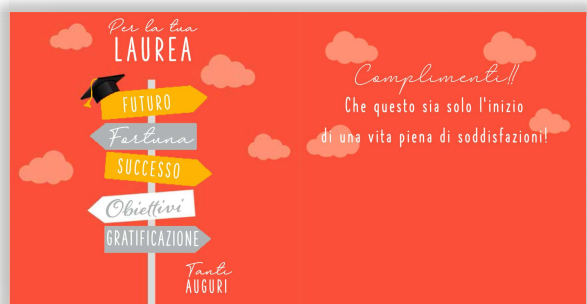 Per la tua
LAUREA
FUTURO
Fortuna
SUCCESSO
Obiettivi
GRATIFICAZIONE
Tanti
AUGURI
Complimenti!!
Che questo sia solo l'inizio
di una vita piena di soddisfazioni!